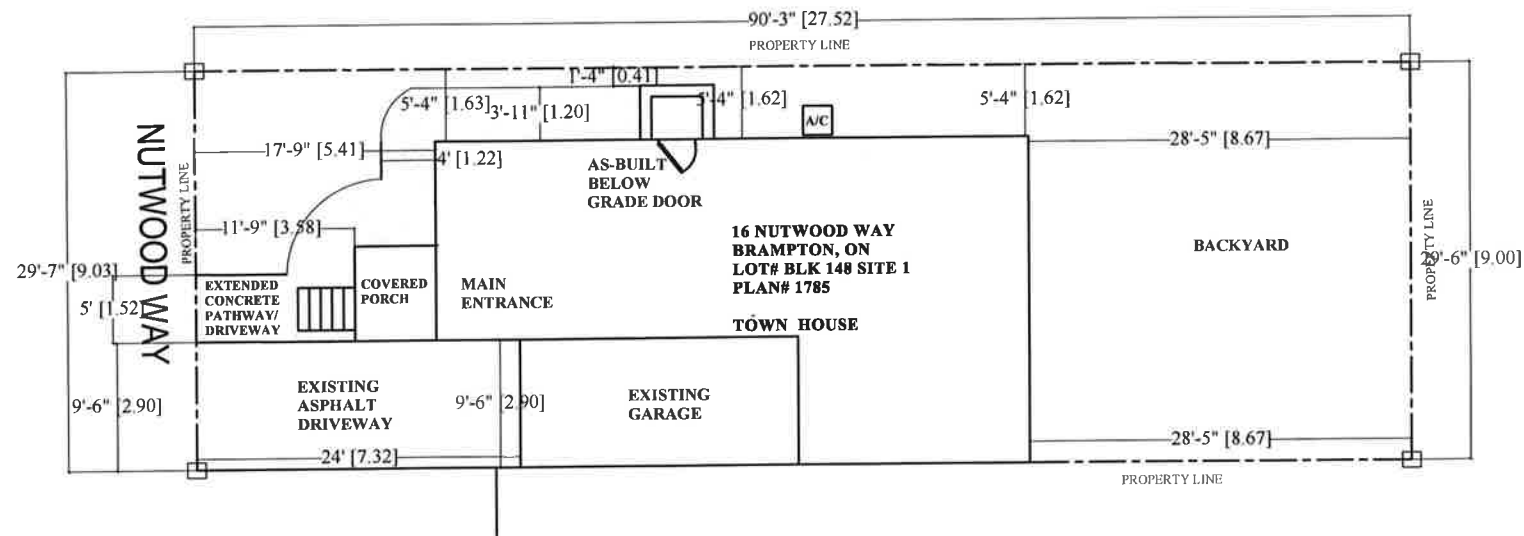 90'-3" [27.52]
PROPERTY LINE
1'-4" [0.41]
5'-4" [1.63]
3'-11" [1.20]
5'-4" [1.62]
5'-4" [1.62]
A/C
17'-9" [5.41]
4' [1.22]
28'-5" [8.67]
NUTWOOD WAY
PROPERTY LINE
AS-BUILT
BELOW
GRADE DOOR
11'-9" [3.58]
16 NUTWOOD WAY
BRAMPTON, ON
LOT# BLK 148 SITE 1
PLAN# 1785
TOWN HOUSE
BACKYARD
PROPERTY LINE
29'-6" [9.00]
29'-7" [9.03]
5' [1.52]
EXTENDED
CONCRETE
PATHWAY/
DRIVEWAY
COVERED
PORCH
MAIN
ENTRANCE
9'-6" [2.90]
EXISTING
ASPHALT
DRIVEWAY
9'-6" [2.90]
EXISTING
GARAGE
24' [7.32]
28'-5" [8.67]
PROPERTY LINE